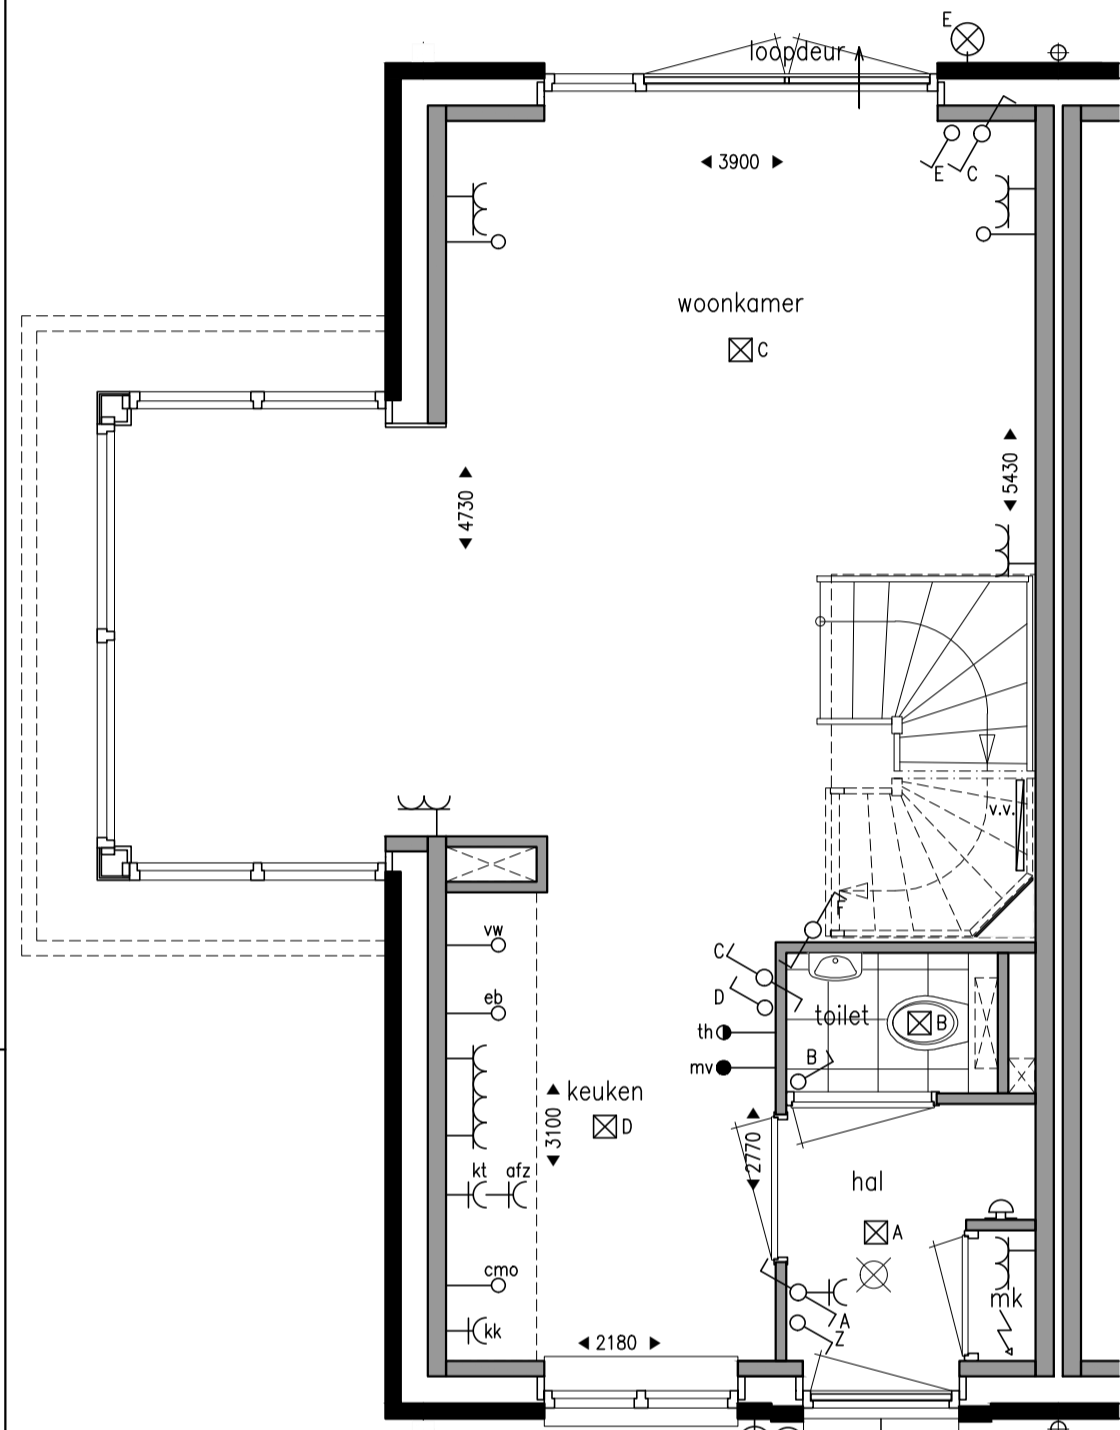 E
loopdeur
3900
E C
woonkamer
C
5430
4730
v.v.
F
vw
C
D
eb
toilet
B
th
B
mv
keuken
D
3100
2770
kt afz
hal
A
cmo
mk
A
kk
Z
2180